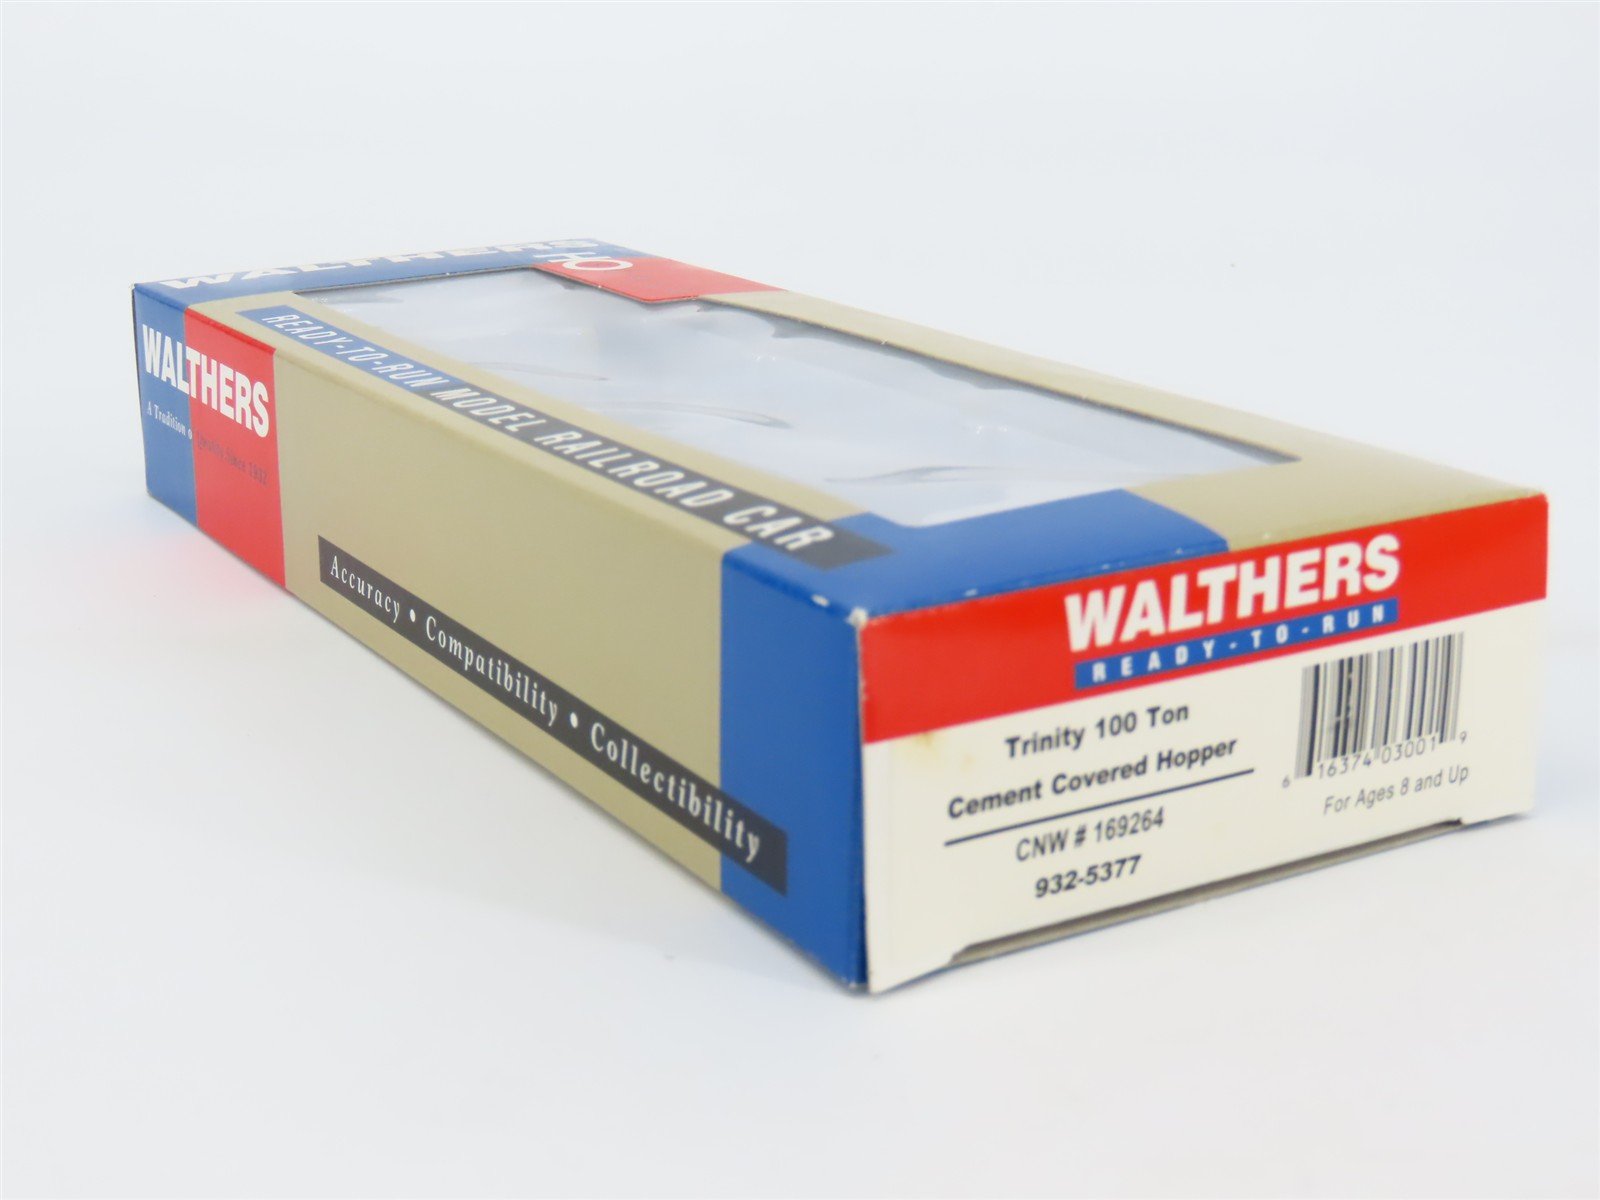 WALTHERS
HO
READY-TO-RUN MODEL RAILROAD CAR
WALTHERS
A Tradition of Quality Since 1932
Accuracy • Compatibility • Collectibility
WALTHERS
READY-TO-RUN
Trinity 100 Ton
Cement Covered Hopper
CNW # 169264
932-5377
6 16374 03001 9
For Ages 8 and Up